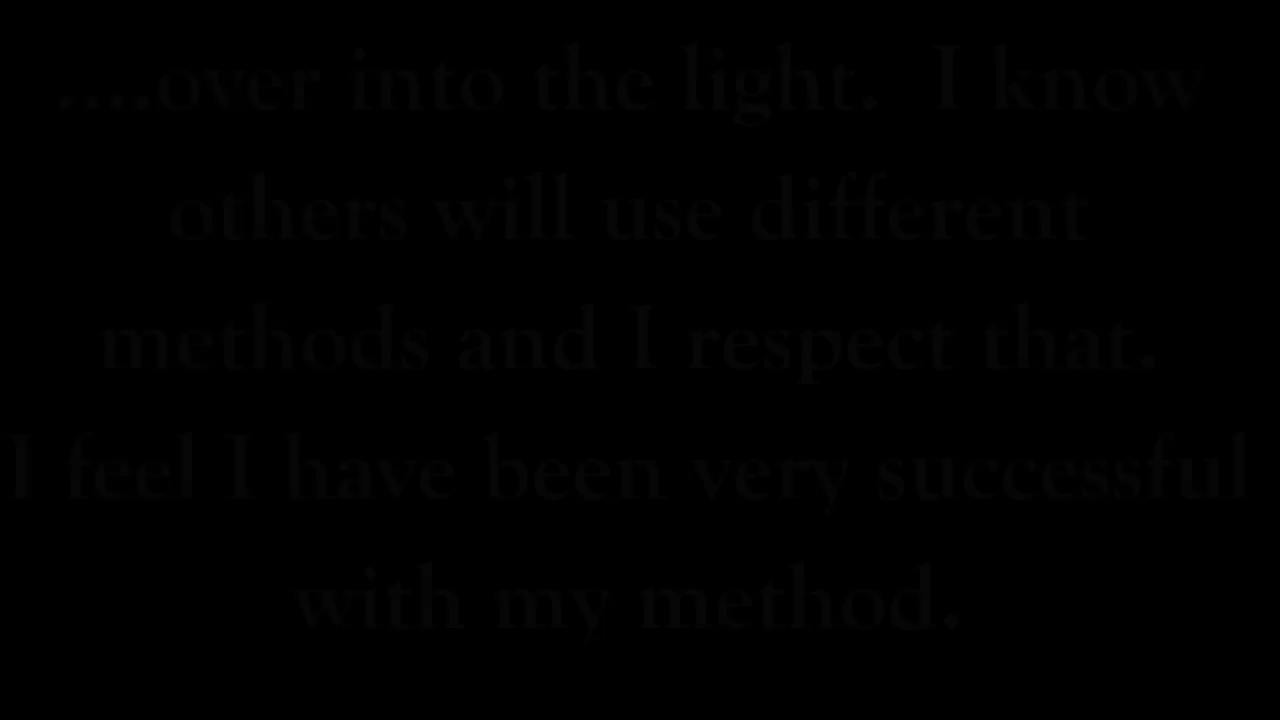 ....over into the light.  I know
others will use different
methods and I respect that.
I feel I have been very successful
with my method.